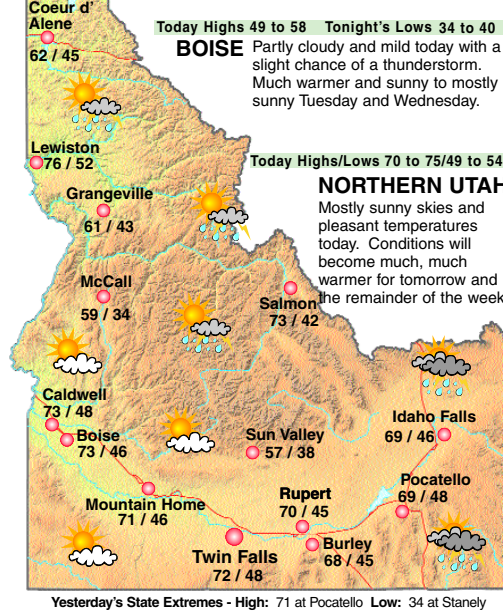 Coeur d'
Alene
62 / 45
Today Highs 49 to 58 Tonight's Lows 34 to 40
BOISE Partly cloudy and mild today with a
slight chance of a thunderstorm.
Much warmer and sunny to mostly
sunny Tuesday and Wednesday.
Lewiston
76 / 52
Today Highs/Lows 70 to 75/49 to 54
NORTHERN UTAH
Mostly sunny skies and
pleasant temperatures
today. Conditions will
become much, much
warmer for tomorrow and
the remainder of the week
Grangeville
61 / 43
McCall
59 / 34
Salmon
73 / 42
Caldwell
73 / 48
Boise
73 / 46
Sun Valley
57 / 38
Idaho Falls
69 / 46
Mountain Home
71 / 46
Rupert
70 / 45
Pocatello
69 / 48
Twin Falls
72 / 48
Burley
68 / 45
Yesterday's State Extremes - High: 71 at Pocatello Low: 34 at Stanely